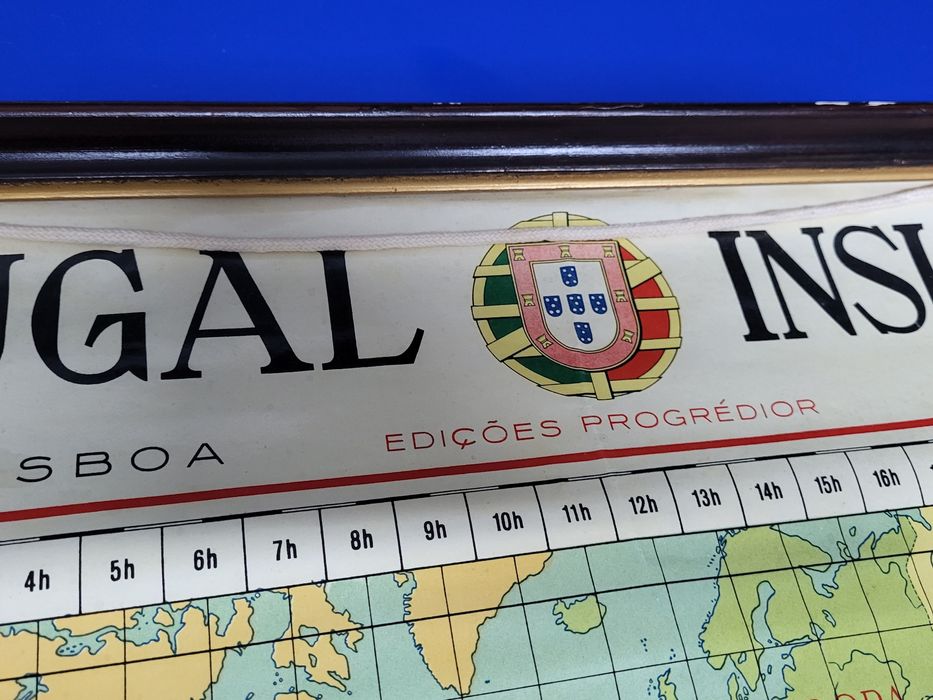 UGAL INSU
SBOA EDIÇÕES PROGRÉDIOR
4h 5h 6h 7h 8h 9h 10h 11h 12h 13h 14h 15h 16h